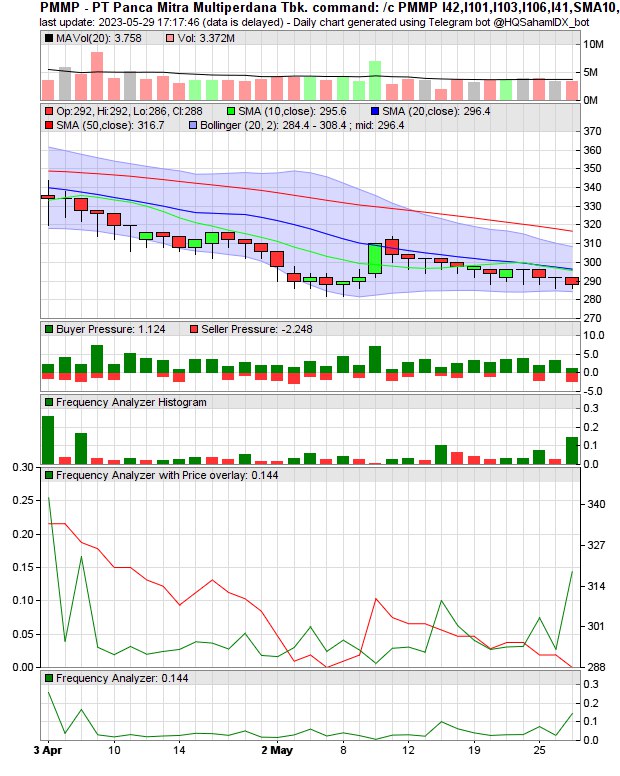 PMMP - PT Panca Mitra Multiperdana Tbk. command: /c PMMP I42,I101,I103,I106,I41,SMA10,
last update: 2023-05-29 17:17:46 (data is delayed) - Daily chart generated using Telegram bot @HQSahamIDX_bot
MAVol(20): 3.758 Vol: 3.372M
10M
5M
0M
Op:292, Hi:292, Lo:286, Cl:288 SMA (10,close): 295.6 SMA (20,close): 296.4
SMA (50,close): 316.7 Bollinger (20, 2): 284.4 - 308.4 ; mid: 296.4
370
360
350
340
330
320
310
300
290
280
270
Buyer Pressure: 1.124 Seller Pressure: -2.248
10.0
5.0
0.0
-5.0
Frequency Analyzer Histogram
0.3
0.2
0.1
0.0
Frequency Analyzer with Price overlay: 0.144
0.30
0.25
0.20
0.15
0.10
0.05
0.00
340
327
314
301
288
Frequency Analyzer: 0.144
0.3
0.2
0.1
0.0
3 Apr 10 14 2 May 8 12 19 25